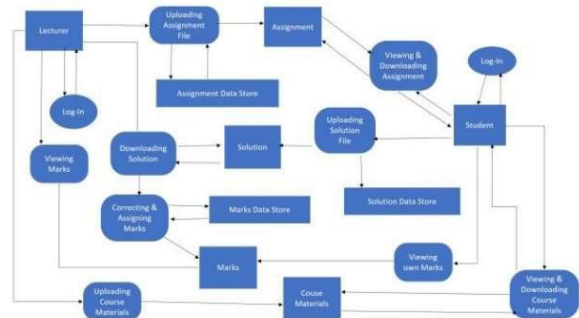 Lecturer
Uploading
Assignment
File
Assignment
Viewing &
Downloading
Assignment
Log-In
Log-In
Assignment Data Store
Student
Uploading
Solution
File
Solution
Downloading
Solution
Viewing
Marks
Correcting &
Assigning
Marks
Marks Data Store
Solution Data Store
Marks
Viewing
own Marks
Uploading
Course
Materials
Couse
Materials
Viewing &
Downloading
Course
Materials